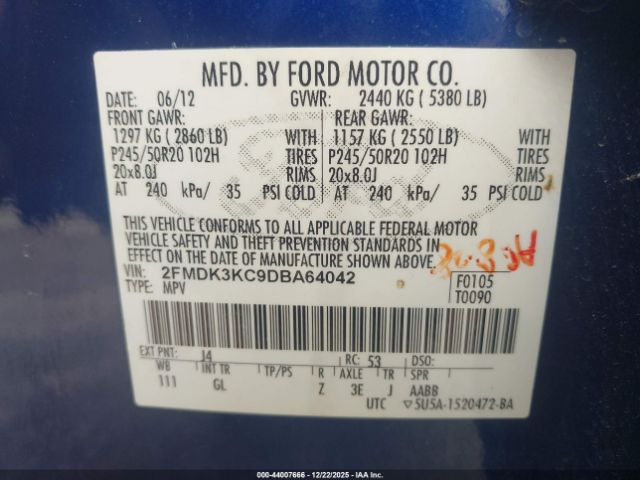 MFD. BY FORD MOTOR CO.
DATE: 06/12 GVWR: 2440 KG ( 5380 LB)
FRONT GAWR: REAR GAWR:
1297 KG ( 2860 LB) WITH 1157 KG ( 2550 LB) WITH
P245/50R20 102H TIRES P245/50R20 102H TIRES
20x8.0J RIMS 20x8.0J RIMS
AT 240 kPa/ 35 PSI COLD AT 240 kPa/ 35 PSI COLD
THIS VEHICLE CONFORMS TO ALL APPLICABLE FEDERAL MOTOR
VEHICLE SAFETY AND THEFT PREVENTION STANDARDS IN
EFFECT ON THE DATE OF MANUFACTURE SHOWN ABOVE.
VIN: 2FMDK3KC9DBA64042 F0105
TYPE: MPV T0090
EXT PNT: J4 RC: 53 DSO:
WB INT TR TP/PS R AXLE TR SPR
111 GL Z 3E J AABB
UTC 5U5A-1520472-BA
000-44007666 - 12/22/2025 - IAA Inc.